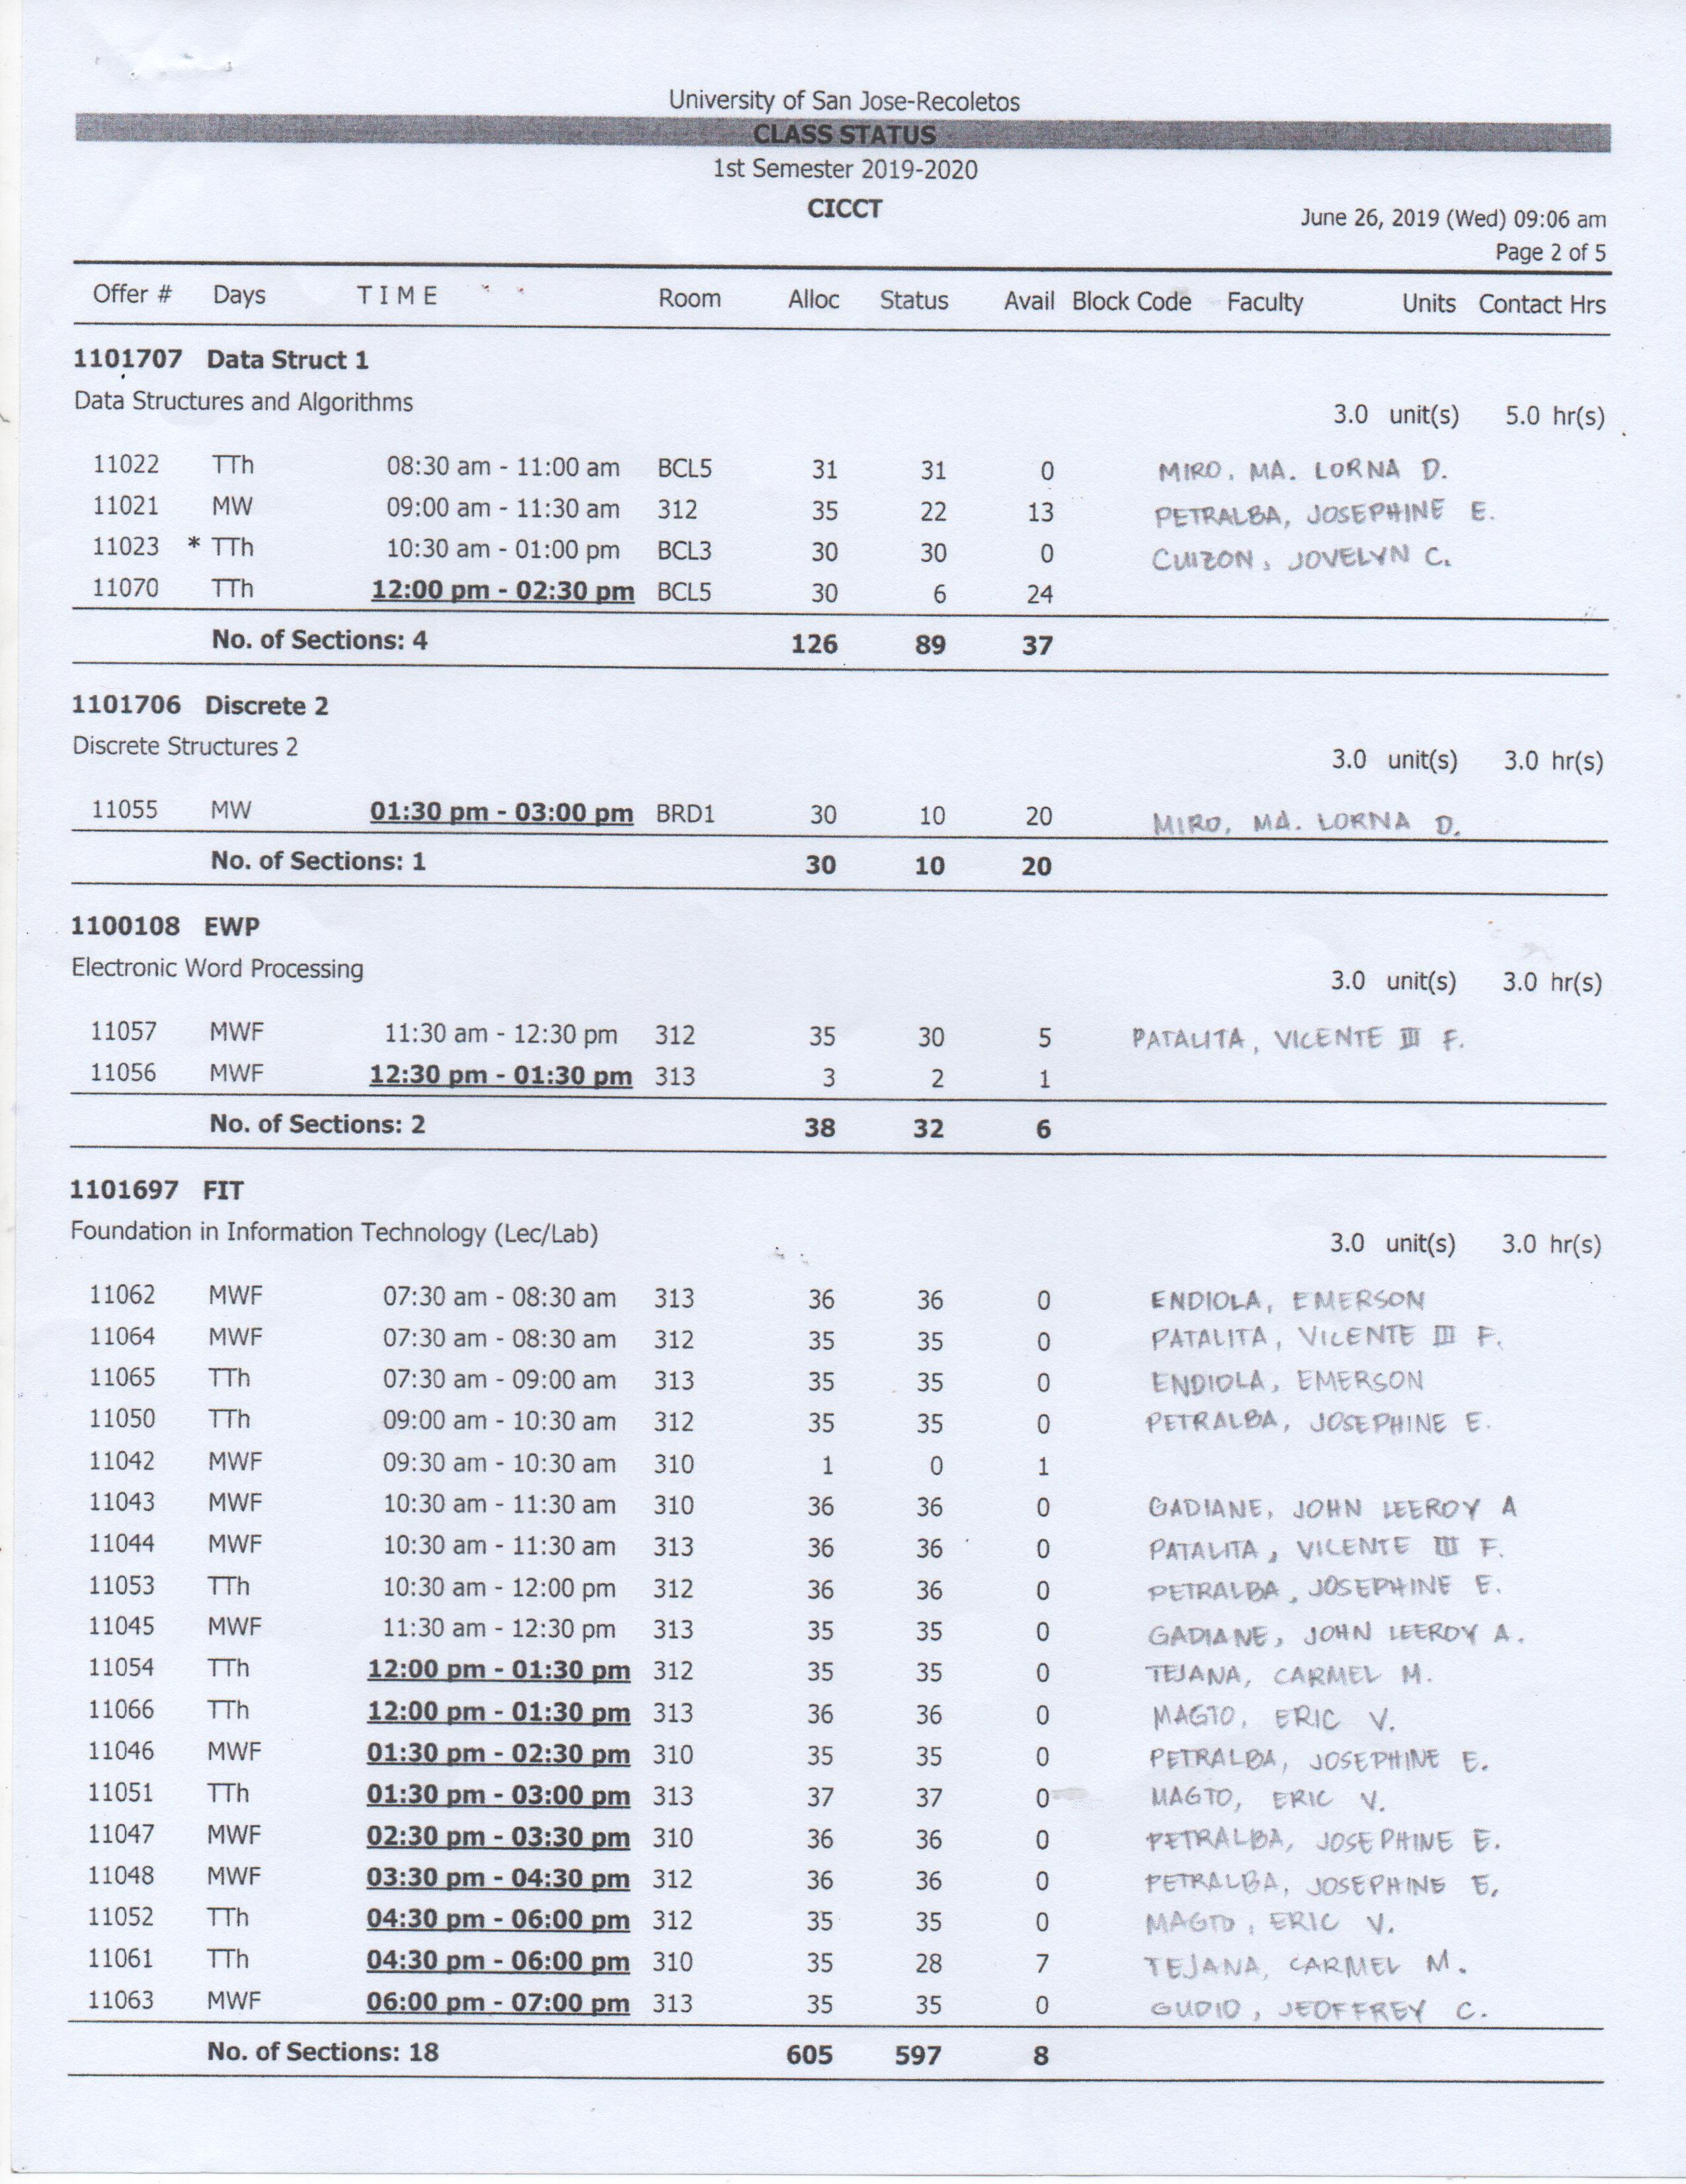 University of San Jose-Recoletos
CLASS STATUS
1st Semester 2019-2020
CICCT
June 26, 2019 (Wed) 09:06 am
Page 2 of 5
Offer # Days T I M E Room Alloc Status Avail Block Code Faculty Units Contact Hrs
1101707 Data Struct 1
Data Structures and Algorithms 3.0 unit(s) 5.0 hr(s)
11022 TTh 08:30 am - 11:00 am BCL5 31 31 0 MIRO, MA. LORNA D.
11021 MW 09:00 am - 11:30 am 312 35 22 13 PETRALBA, JOSEPHINE E.
11023 * TTh 10:30 am - 01:00 pm BCL3 30 30 0 CUIZON, JOVELYN C.
11070 TTh 12:00 pm - 02:30 pm BCL5 30 6 24
No. of Sections: 4 126 89 37
1101706 Discrete 2
Discrete Structures 2 3.0 unit(s) 3.0 hr(s)
11055 MW 01:30 pm - 03:00 pm BRD1 30 10 20 MIRO, MA. LORNA D.
No. of Sections: 1 30 10 20
1100108 EWP
Electronic Word Processing 3.0 unit(s) 3.0 hr(s)
11057 MWF 11:30 am - 12:30 pm 312 35 30 5 PATALITA, VICENTE III F.
11056 MWF 12:30 pm - 01:30 pm 313 3 2 1
No. of Sections: 2 38 32 6
1101697 FIT
Foundation in Information Technology (Lec/Lab) 3.0 unit(s) 3.0 hr(s)
11062 MWF 07:30 am - 08:30 am 313 36 36 0 ENDIOLA, EMERSON
11064 MWF 07:30 am - 08:30 am 312 35 35 0 PATALITA, VICENTE III F.
11065 TTh 07:30 am - 09:00 am 313 35 35 0 ENDIOLA, EMERSON
11050 TTh 09:00 am - 10:30 am 312 35 35 0 PETRALBA, JOSEPHINE E.
11042 MWF 09:30 am - 10:30 am 310 1 0 1
11043 MWF 10:30 am - 11:30 am 310 36 36 0 GADIANE, JOHN LEEROY A
11044 MWF 10:30 am - 11:30 am 313 36 36 0 PATALITA, VICENTE III F.
11053 TTh 10:30 am - 12:00 pm 312 36 36 0 PETRALBA, JOSEPHINE E.
11045 MWF 11:30 am - 12:30 pm 313 35 35 0 GADIANE, JOHN LEEROY A.
11054 TTh 12:00 pm - 01:30 pm 312 35 35 0 TEJANA, CARMEL M.
11066 TTh 12:00 pm - 01:30 pm 313 36 36 0 MAGTO, ERIC V.
11046 MWF 01:30 pm - 02:30 pm 310 35 35 0 PETRALBA, JOSEPHINE E.
11051 TTh 01:30 pm - 03:00 pm 313 37 37 0 MAGTO, ERIC V.
11047 MWF 02:30 pm - 03:30 pm 310 36 36 0 PETRALBA, JOSEPHINE E.
11048 MWF 03:30 pm - 04:30 pm 312 36 36 0 PETRALBA, JOSEPHINE E.
11052 TTh 04:30 pm - 06:00 pm 312 35 35 0 MAGTO, ERIC V.
11061 TTh 04:30 pm - 06:00 pm 310 35 28 7 TEJANA, CARMEL M.
11063 MWF 06:00 pm - 07:00 pm 313 35 35 0 GUDIO, JEOFFREY C.
No. of Sections: 18 605 597 8